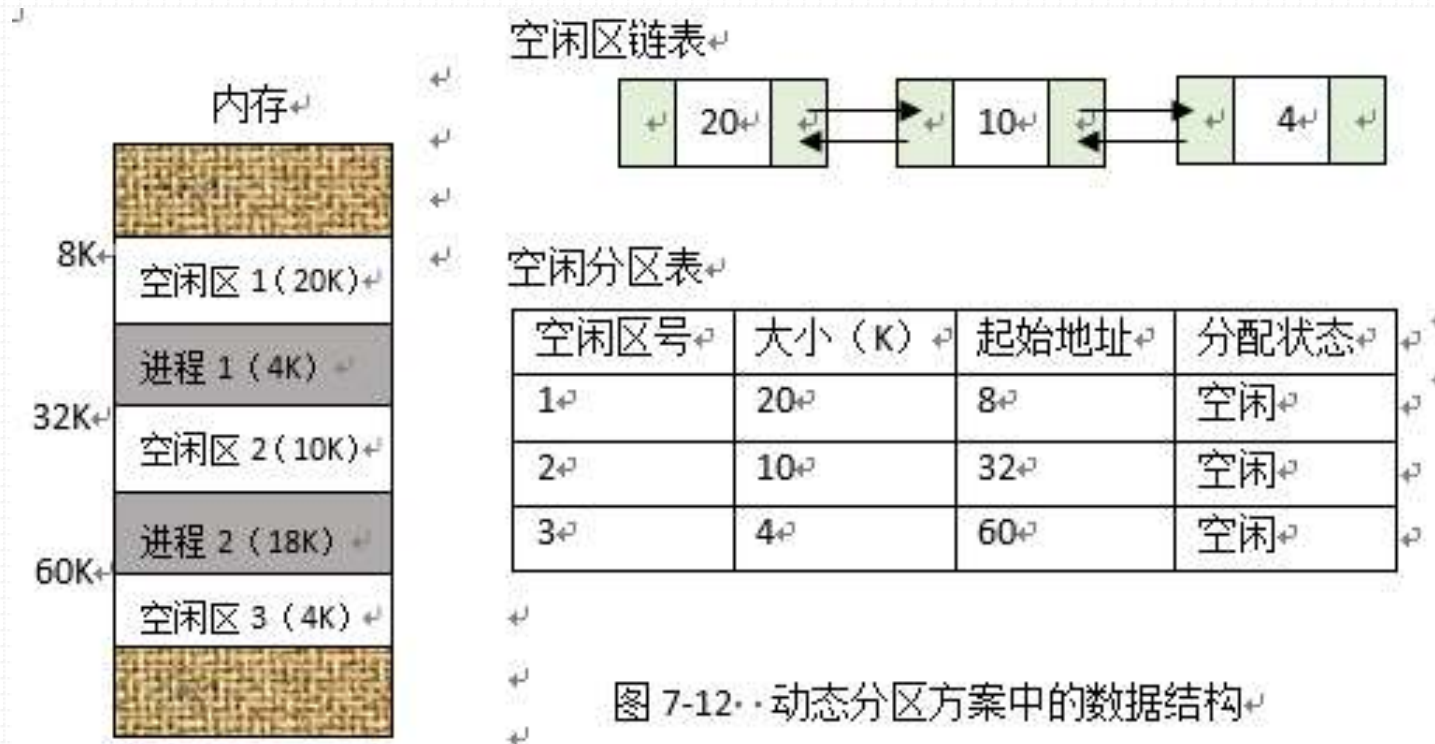 内存
8K
空闲区 1(20K)
进程 1(4K)
32K
空闲区 2(10K)
进程 2(18K)
60K
空闲区 3(4K)
空闲区链表
20 10 4
空闲分区表
空闲区号 大小(K) 起始地址 分配状态
1 20 8 空闲
2 10 32 空闲
3 4 60 空闲
图 7-12··动态分区方案中的数据结构